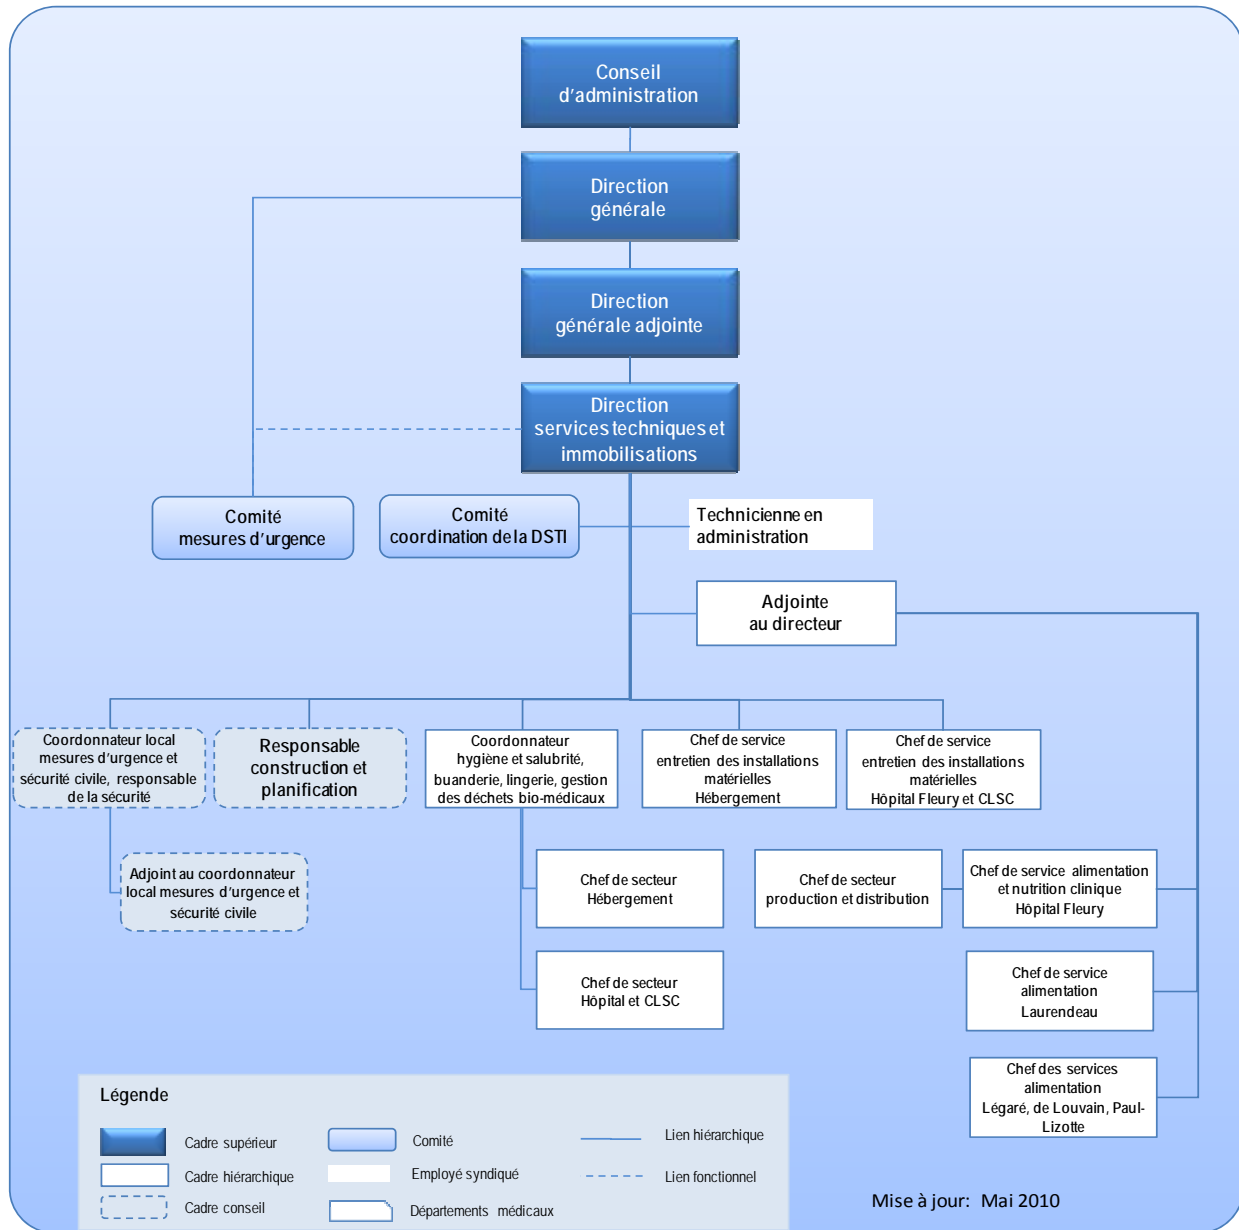 Conseil
d'administration
Direction
générale
Direction
générale adjointe
Direction
services techniques et
immobilisations
Comité
mesures d'urgence
Comité
coordination de la DSTI
Technicienne en
administration
Adjointe
au directeur
Coordonnateur local
mesures d'urgence et
sécurité civile, responsable
de la sécurité
Responsable
construction et
planification
Coordonnateur
hygiène et salubrité,
buanderie, lingerie, gestion
des déchets bio-médicaux
Chef de service
entretien des installations
matérielles
Hébergement
Chef de service
entretien des installations
matérielles
Hôpital Fleury et CLSC
Adjoint au coordonnateur
local mesures d'urgence et
sécurité civile
Chef de secteur
Hébergement
Chef de secteur
production et distribution
Chef de service alimentation
et nutrition clinique
Hôpital Fleury
Chef de secteur
Hôpital et CLSC
Chef de service
alimentation
Laurendeau
Chef des services
alimentation
Légaré, de Louvain, Paul-
Lizotte
Légende
Cadre supérieur
Comité
Lien hiérarchique
Cadre hiérarchique
Employé syndiqué
Lien fonctionnel
Cadre conseil
Départements médicaux
Mise à jour: Mai 2010